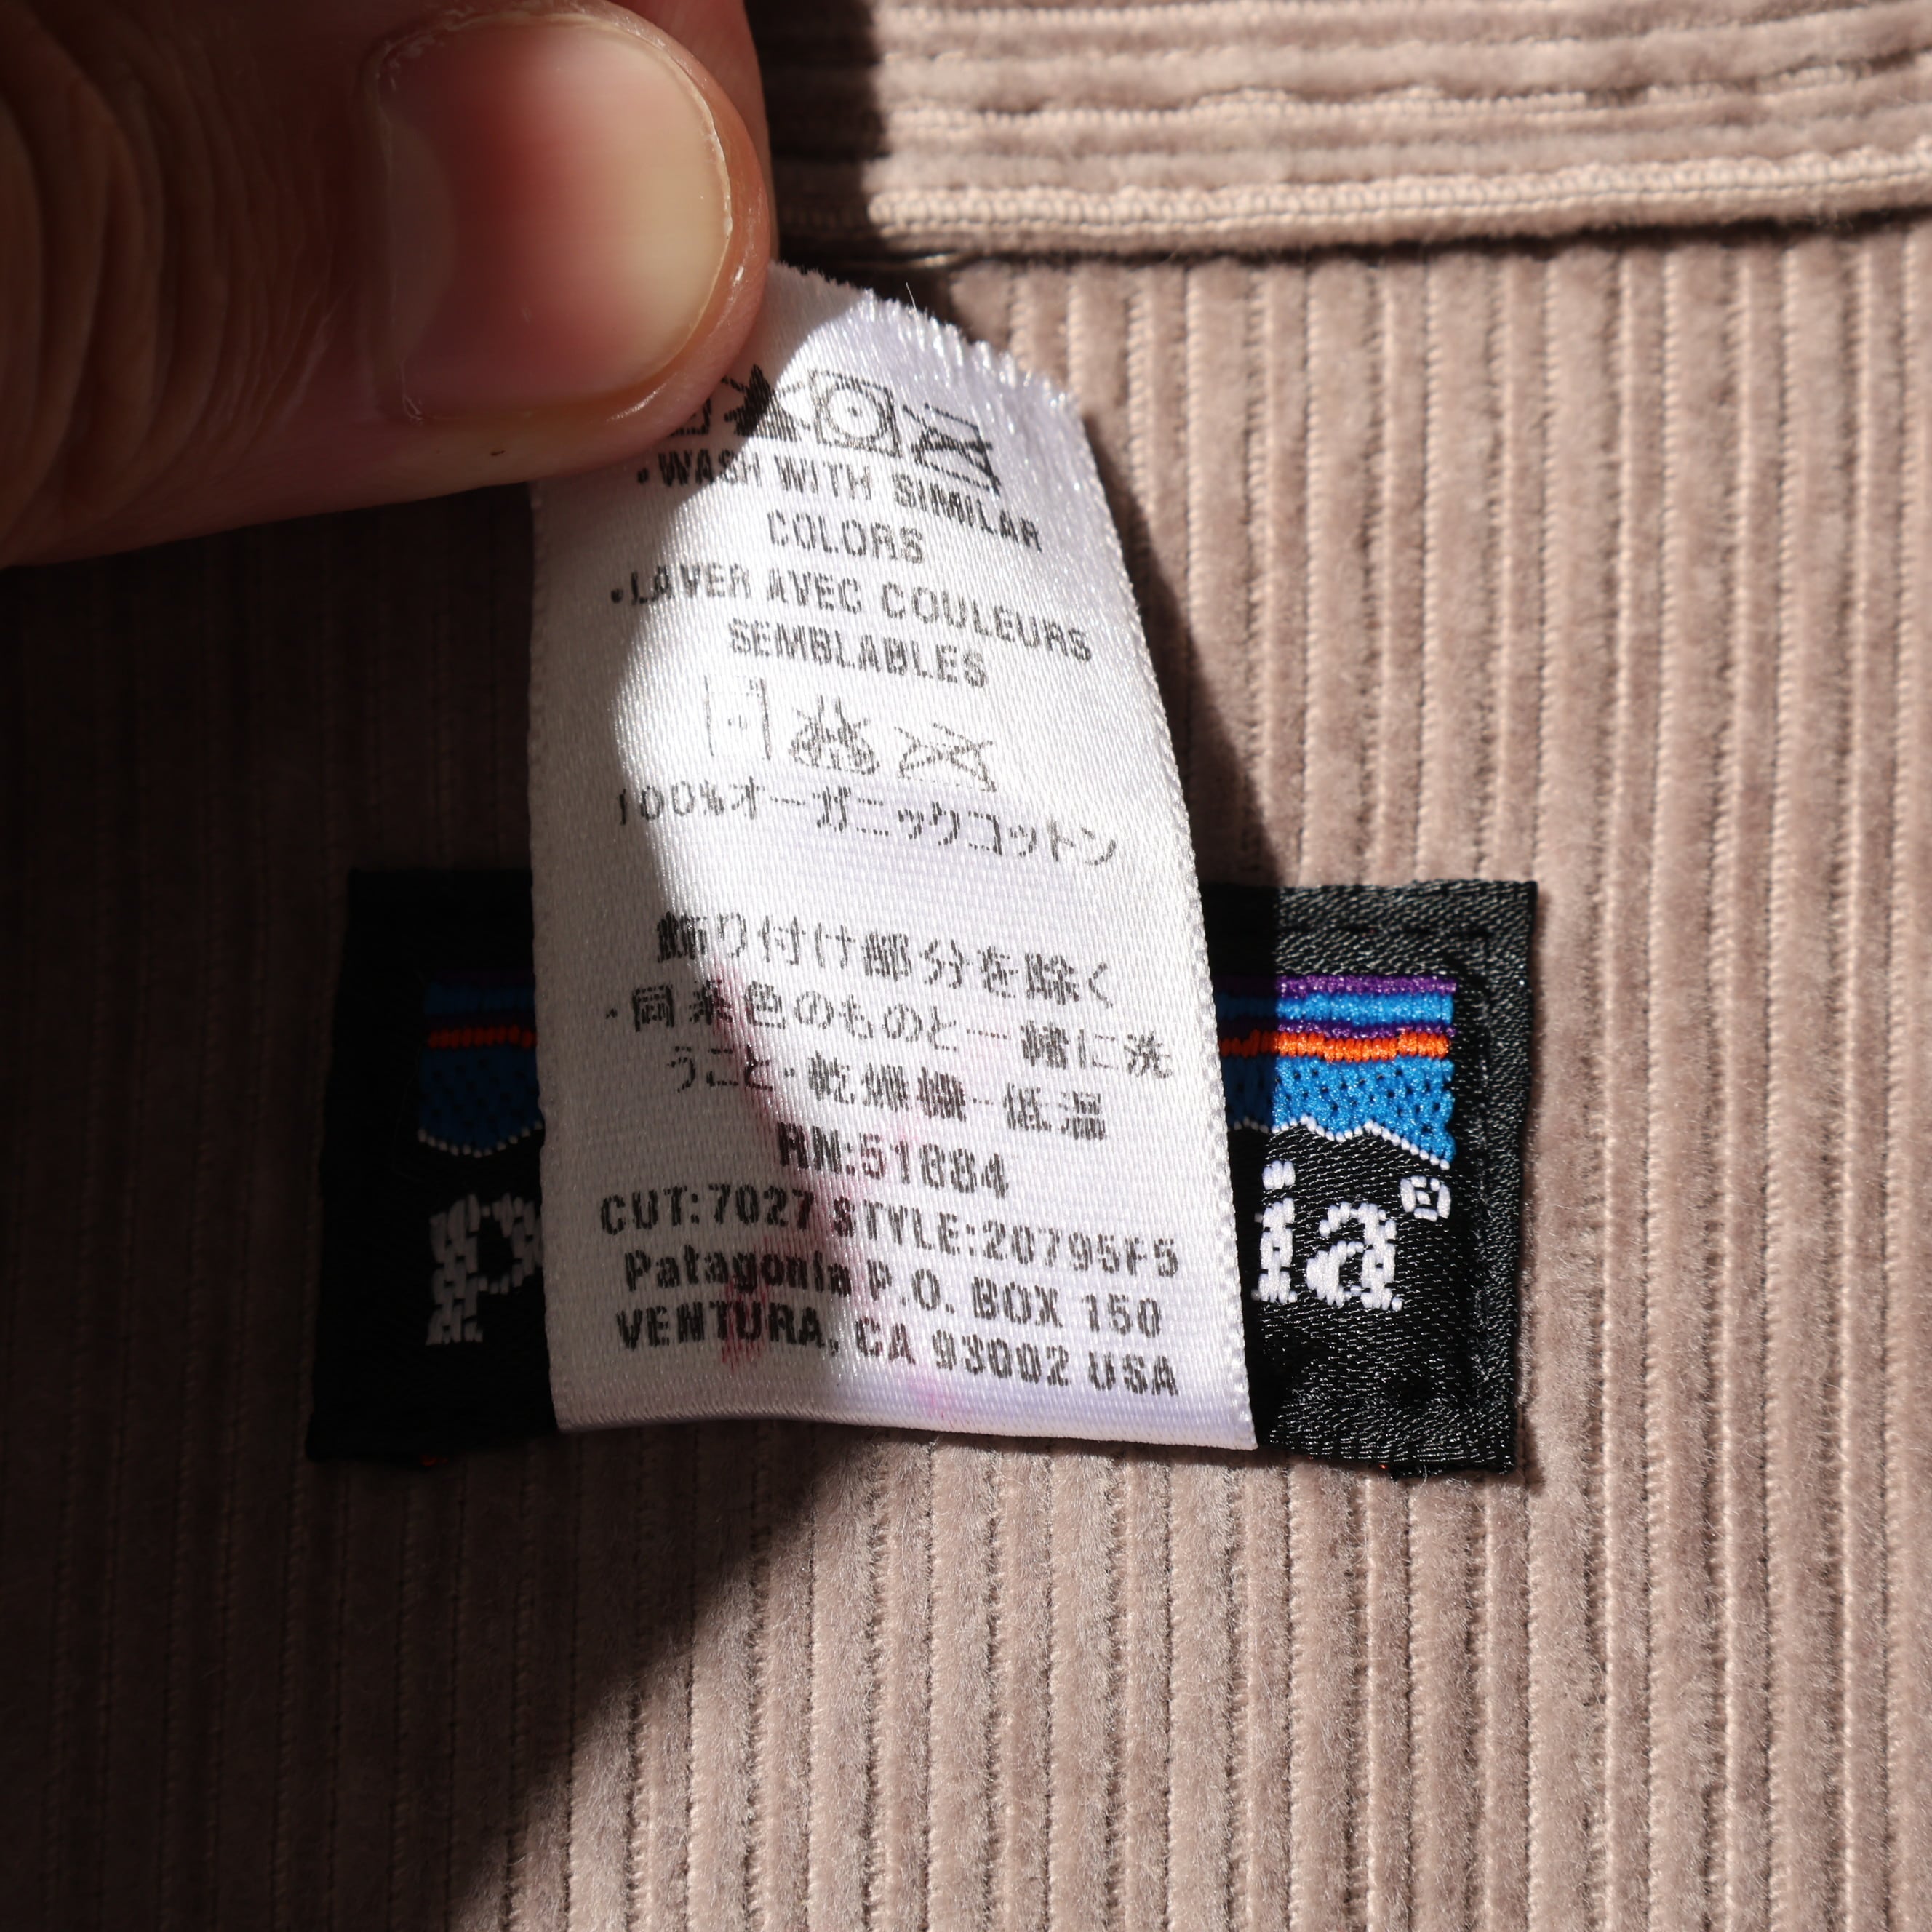 •WASH WITH SIMILAR
COLORS
•LAVER AVEC COULEURS
SEMBLABLES
100%オーガニックコットン
飾り付け部分を除く
・同系色のものと一緒に洗
うこと・乾燥機-低温
RN:51884
CUT:7027 STYLE:20795F5
Patagonia P.O. BOX 150
VENTURA, CA 93002 USA
p
ia®